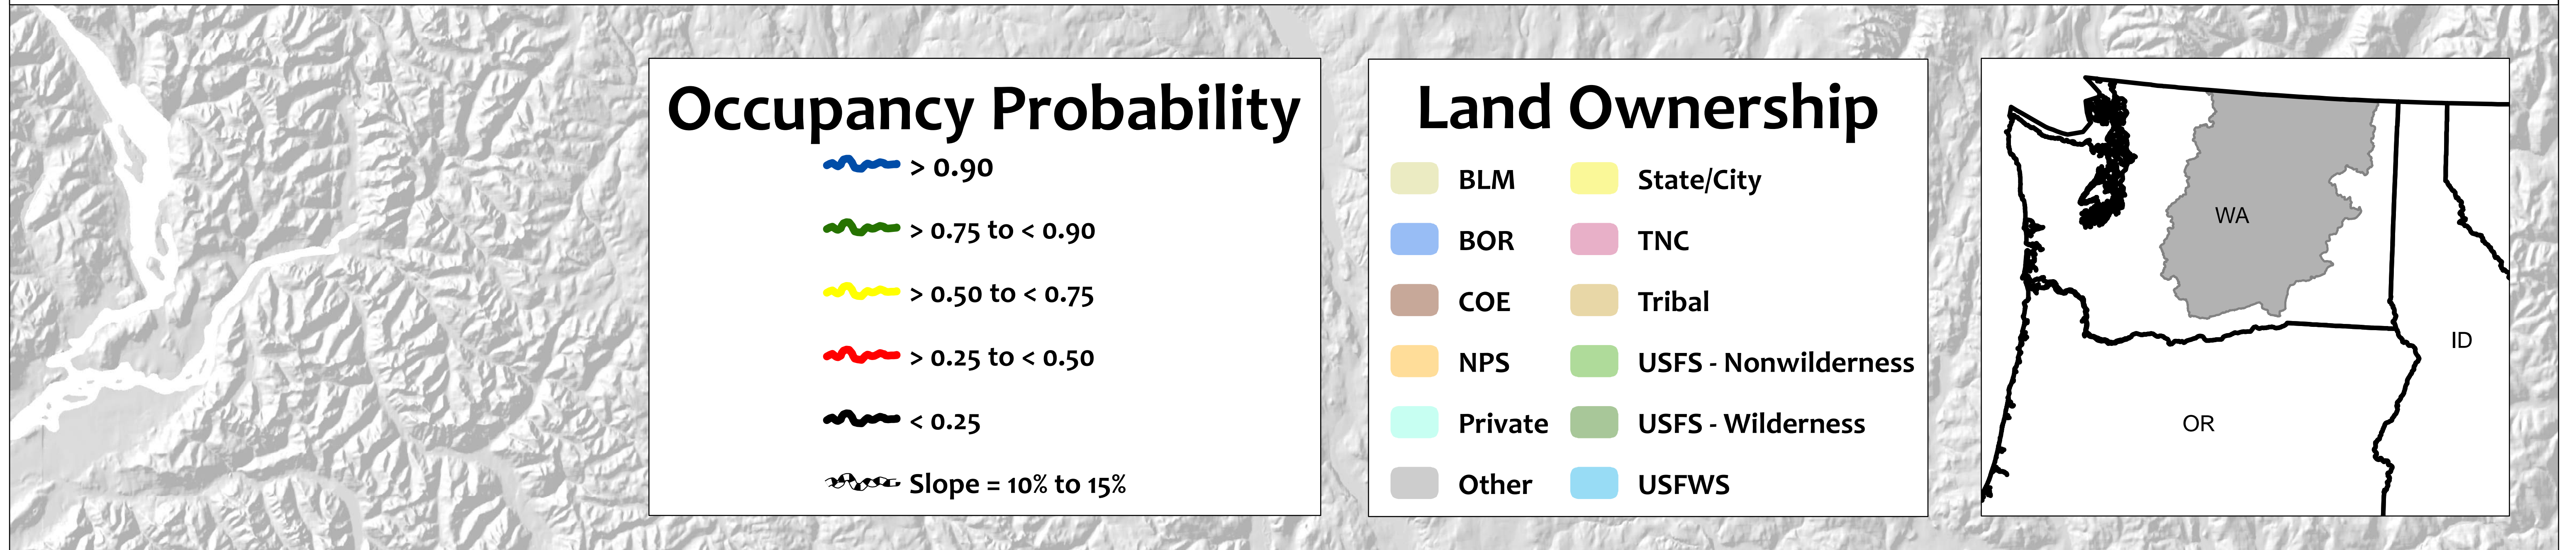 Occupancy Probability
> 0.90
> 0.75 to < 0.90
> 0.50 to < 0.75
> 0.25 to < 0.50
< 0.25
Slope = 10% to 15%
Land Ownership
BLM
BOR
COE
NPS
Private
Other
State/City
TNC
Tribal
USFS - Nonwilderness
USFS - Wilderness
USFWS
WA
ID
OR